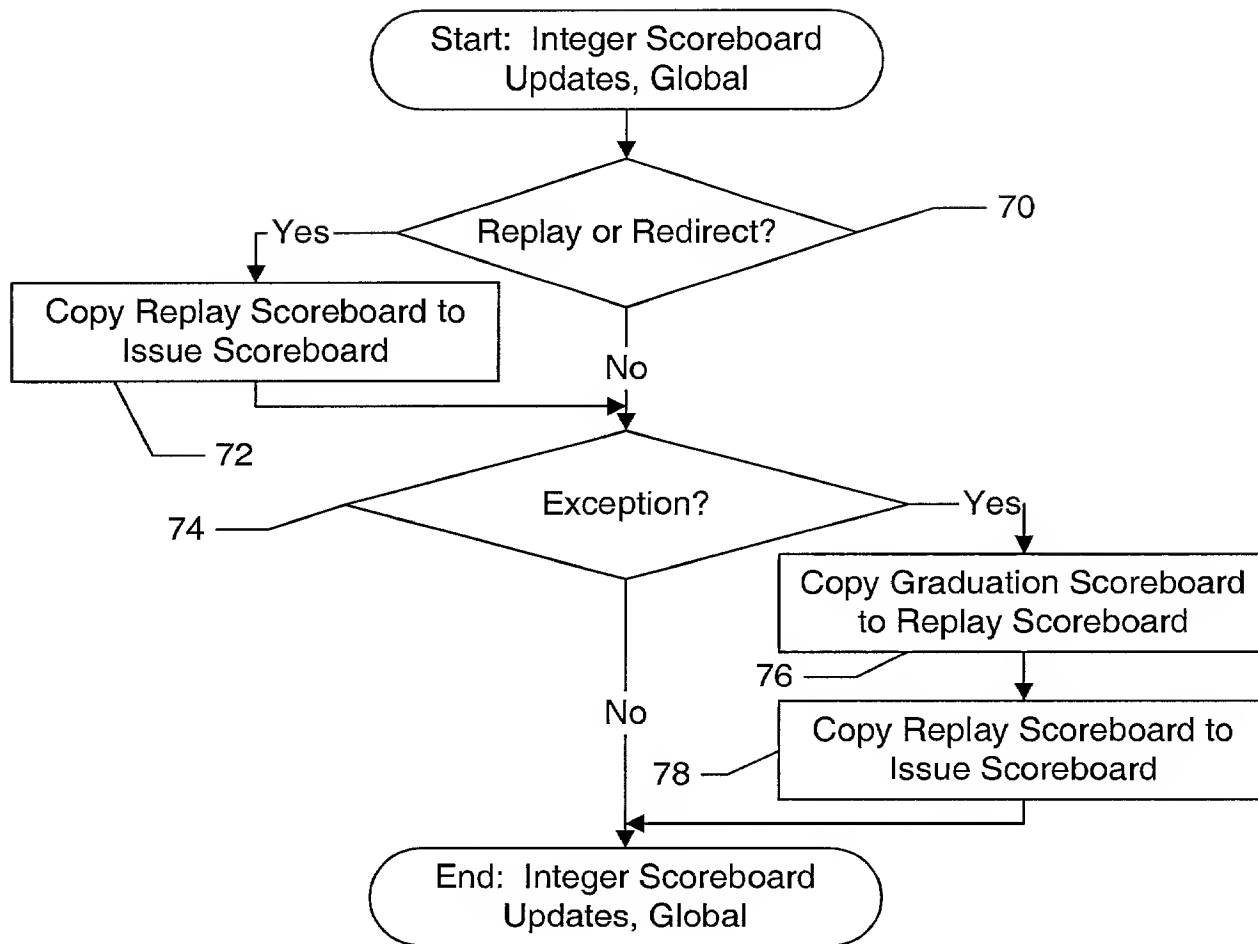 Start: Integer Scoreboard
Updates, Global
Replay or Redirect?
70
Yes
Copy Replay Scoreboard to
Issue Scoreboard
No
72
Exception?
74
Yes
Copy Graduation Scoreboard
to Replay Scoreboard
76
No
Copy Replay Scoreboard to
Issue Scoreboard
78
End: Integer Scoreboard
Updates, Global